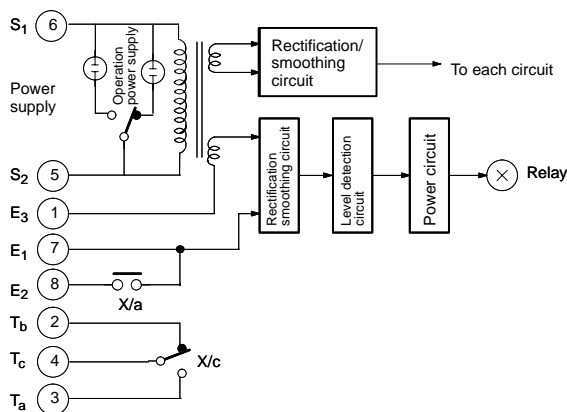 S1 6
Power supply
Operation power supply
Rectification/
smoothing
circuit
To each circuit
S2 5
E3 1
Rectification
smoothing circuit
Level detection
circuit
Power circuit
Relay
E1 7
E2 8
X/a
Tb 2
Tc 4
X/c
Ta 3